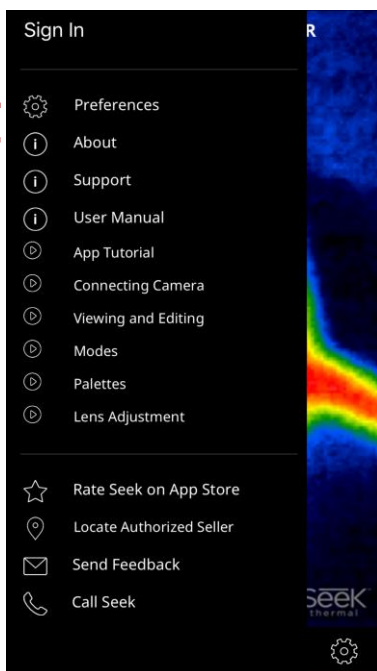 Sign In
R
Preferences
About
Support
User Manual
App Tutorial
Connecting Camera
Viewing and Editing
Modes
Palettes
Lens Adjustment
Rate Seek on App Store
Locate Authorized Seller
Send Feedback
Call Seek
Seek
thermal